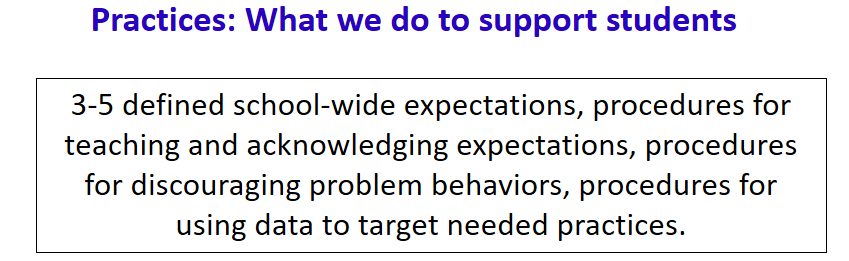 Practices: What we do to support students
3-5 defined school-wide expectations, procedures for
teaching and acknowledging expectations, procedures
for discouraging problem behaviors, procedures for
using data to target needed practices.